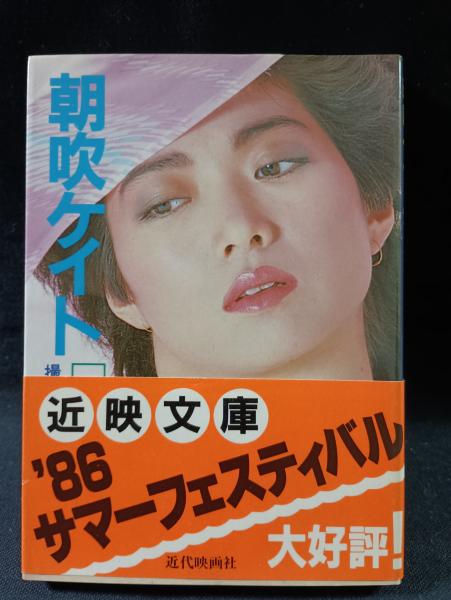 朝吹ケイト
撮
近映文庫
'86
サマーフェスティバル
大好評!
近代映画社